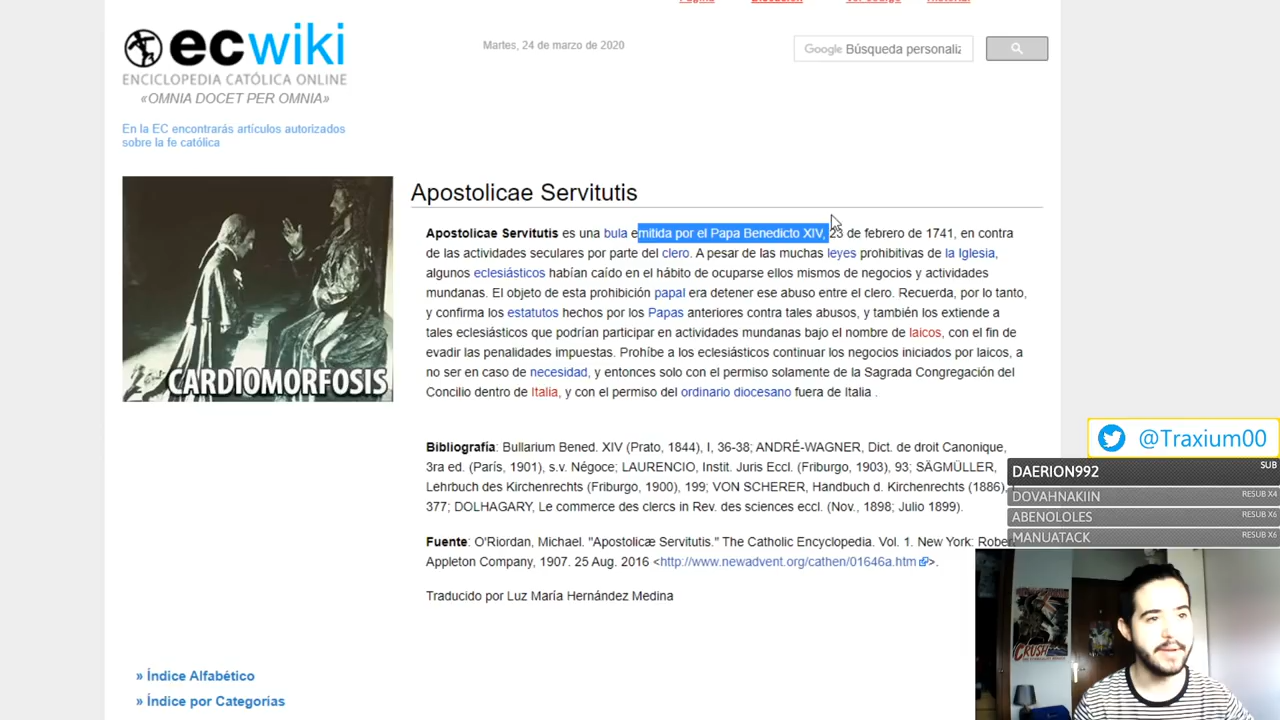 Página Discusión Ver código Historial
ecwiki
ENCICLOPEDIA CATÓLICA ONLINE
«OMNIA DOCET PER OMNIA»
En la EC encontrarás artículos autorizados
sobre la fe católica
Martes, 24 de marzo de 2020
Google Búsqueda personaliz
CARDIOMORFOSIS
Apostolicae Servitutis
Apostolicae Servitutis es una bula emitida por el Papa Benedicto XIV, 23 de febrero de 1741, en contra
de las actividades seculares por parte del clero. A pesar de las muchas leyes prohibitivas de la Iglesia,
algunos eclesiásticos habían caído en el hábito de ocuparse ellos mismos de negocios y actividades
mundanas. El objeto de esta prohibición papal era detener ese abuso entre el clero. Recuerda, por lo tanto,
y confirma los estatutos hechos por los Papas anteriores contra tales abusos, y también los extiende a
tales eclesiásticos que podrían participar en actividades mundanas bajo el nombre de laicos, con el fin de
evadir las penalidades impuestas. Prohíbe a los eclesiásticos continuar los negocios iniciados por laicos, a
no ser en caso de necesidad, y entonces solo con el permiso solamente de la Sagrada Congregación del
Concilio dentro de Italia, y con el permiso del ordinario diocesano fuera de Italia .
Bibliografía: Bullarium Bened. XIV (Prato, 1844), I, 36-38; ANDRÉ-WAGNER, Dict. de droit Canonique,
3ra ed. (París, 1901), s.v. Négoce; LAURENCIO, Instit. Juris Eccl. (Friburgo, 1903), 93; SÄGMÜLLER,
Lehrbuch des Kirchenrechts (Friburgo, 1900), 199; VON SCHERER, Handbuch d. Kirchenrechts (1886), I
377; DOLHAGARY, Le commerce des clercs in Rev. des sciences eccl. (Nov., 1898; Julio 1899).
Fuente: O'Riordan, Michael. "Apostolicæ Servitutis." The Catholic Encyclopedia. Vol. 1. New York: Rober
Appleton Company, 1907. 25 Aug. 2016 <http://www.newadvent.org/cathen/01646a.htm>.
Traducido por Luz María Hernández Medina
» Índice Alfabético
» Índice por Categorías
@Traxium00
DAERION992 SUB
DOVAHNAKIIN RESUB X4
ABENOLOLES RESUB X6
MANUATACK RESUB X6
CRUSH